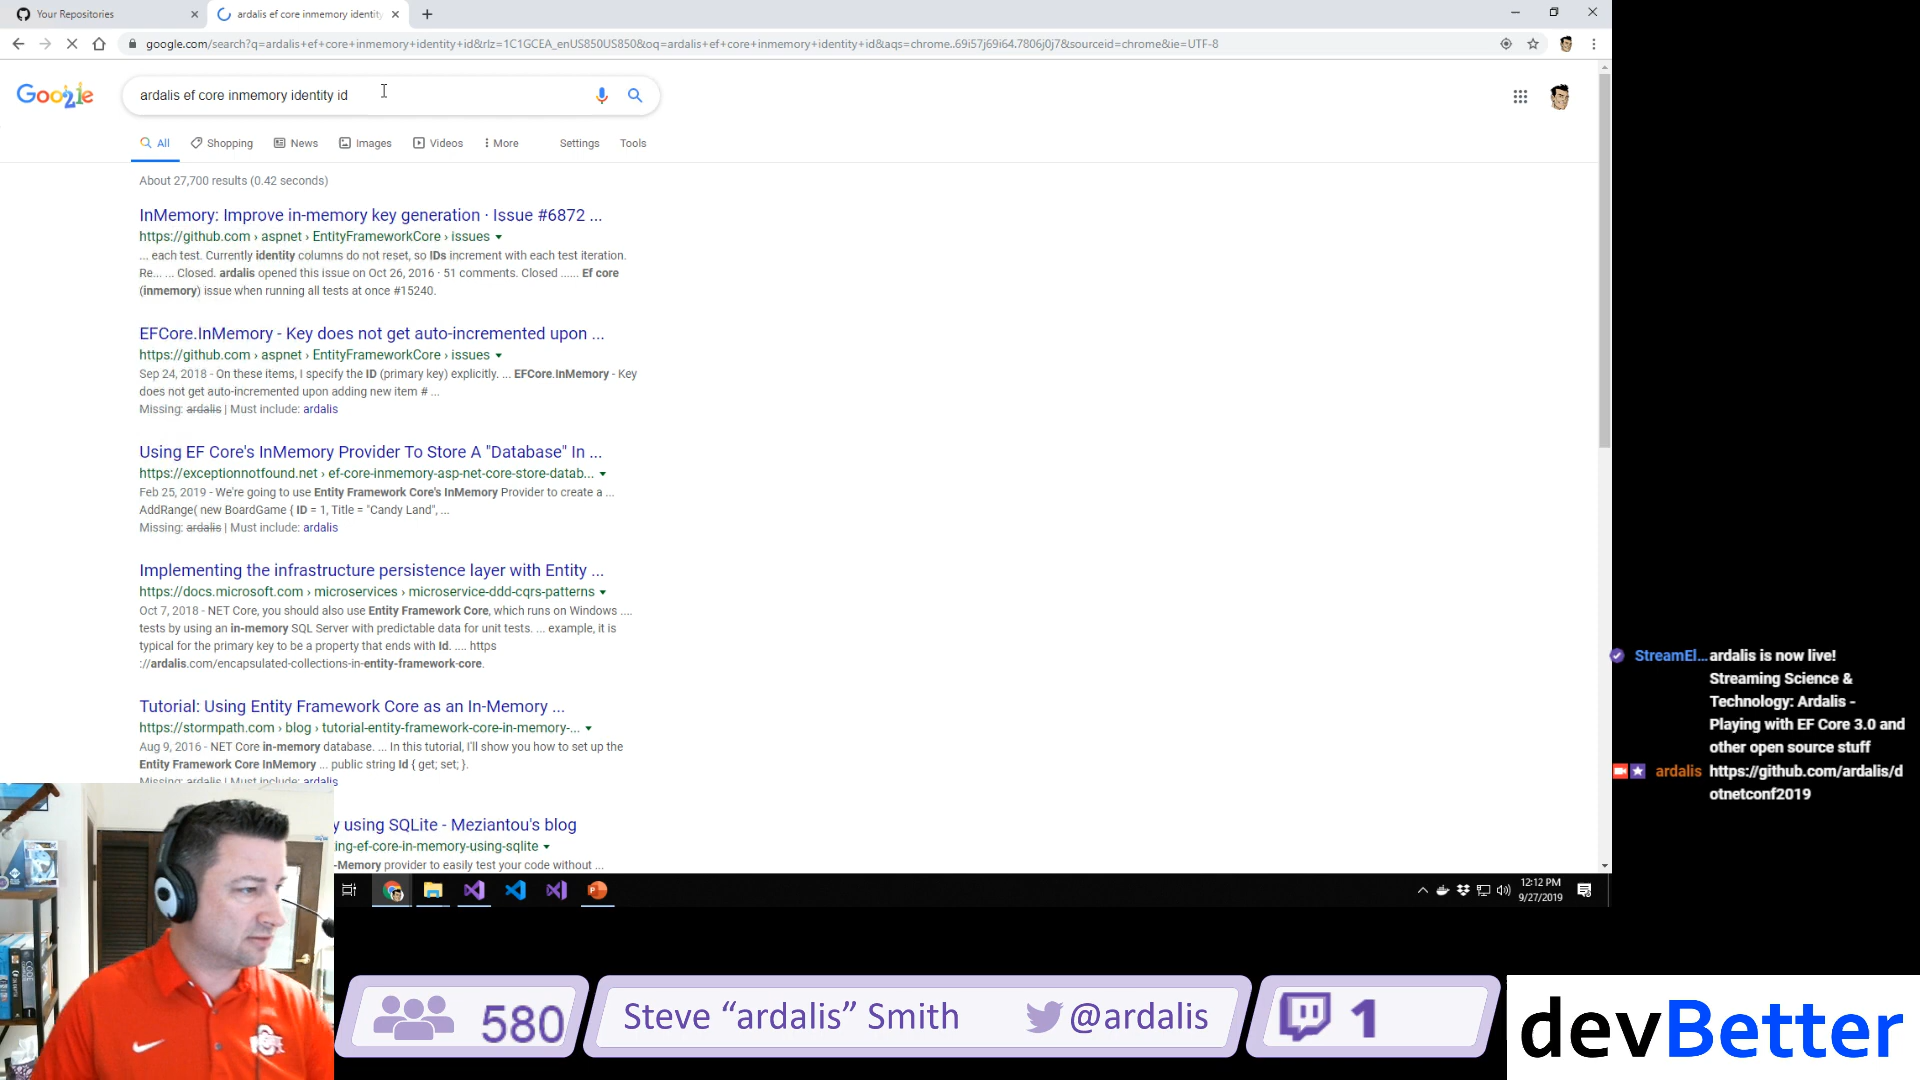 Your Repositories
ardalis ef core inmemory identity
google.com/search?q=ardalis+ef+core+inmemory+identity+id&rlz=1C1GCEA_enUS850US850&oq=ardalis+ef+core+inmemory+identity+id&aqs=chrome..69i57j69i64.7806j0j7&sourceid=chrome&ie=UTF-8
ardalis ef core inmemory identity id
All
Shopping
News
Images
Videos
More
Settings
Tools
About 27,700 results (0.42 seconds)
InMemory: Improve in-memory key generation · Issue #6872 ...
https://github.com › aspnet › EntityFrameworkCore › issues
... each test. Currently identity columns do not reset, so IDs increment with each test iteration.
Re... ... Closed. ardalis opened this issue on Oct 26, 2016 · 51 comments. Closed ...... Ef core
(inmemory) issue when running all tests at once #15240.
EFCore.InMemory - Key does not get auto-incremented upon ...
https://github.com › aspnet › EntityFrameworkCore › issues
Sep 24, 2018 - On these items, I specify the ID (primary key) explicitly. ... EFCore.InMemory - Key
does not get auto-incremented upon adding new item # ...
Missing: ardalis | Must include: ardalis
Using EF Core's InMemory Provider To Store A "Database" In ...
https://exceptionnotfound.net › ef-core-inmemory-asp-net-core-store-datab...
Feb 25, 2019 - We're going to use Entity Framework Core's InMemory Provider to create a ...
AddRange( new BoardGame { ID = 1, Title = "Candy Land", ...
Missing: ardalis | Must include: ardalis
Implementing the infrastructure persistence layer with Entity ...
https://docs.microsoft.com › microservices › microservice-ddd-cqrs-patterns
Oct 7, 2018 - NET Core, you should also use Entity Framework Core, which runs on Windows ....
tests by using an in-memory SQL Server with predictable data for unit tests. ... example, it is
typical for the primary key to be a property that ends with Id. .... https
://ardalis.com/encapsulated-collections-in-entity-framework-core.
Tutorial: Using Entity Framework Core as an In-Memory ...
https://stormpath.com › blog › tutorial-entity-framework-core-in-memory-...
Aug 9, 2016 - NET Core in-memory database. ... In this tutorial, I'll show you how to set up the
Entity Framework Core InMemory ... public string Id { get; set; }.
Missing: ardalis | Must include: ardalis
y using SQLite - Meziantou's blog
ing-ef-core-in-memory-using-sqlite
-Memory provider to easily test your code without ...
12:12 PM
9/27/2019
StreamEl... ardalis is now live!
Streaming Science &
Technology: Ardalis -
Playing with EF Core 3.0 and
other open source stuff
ardalis https://github.com/ardalis/d
otnetconf2019
580
Steve "ardalis" Smith
@ardalis
1
devBetter